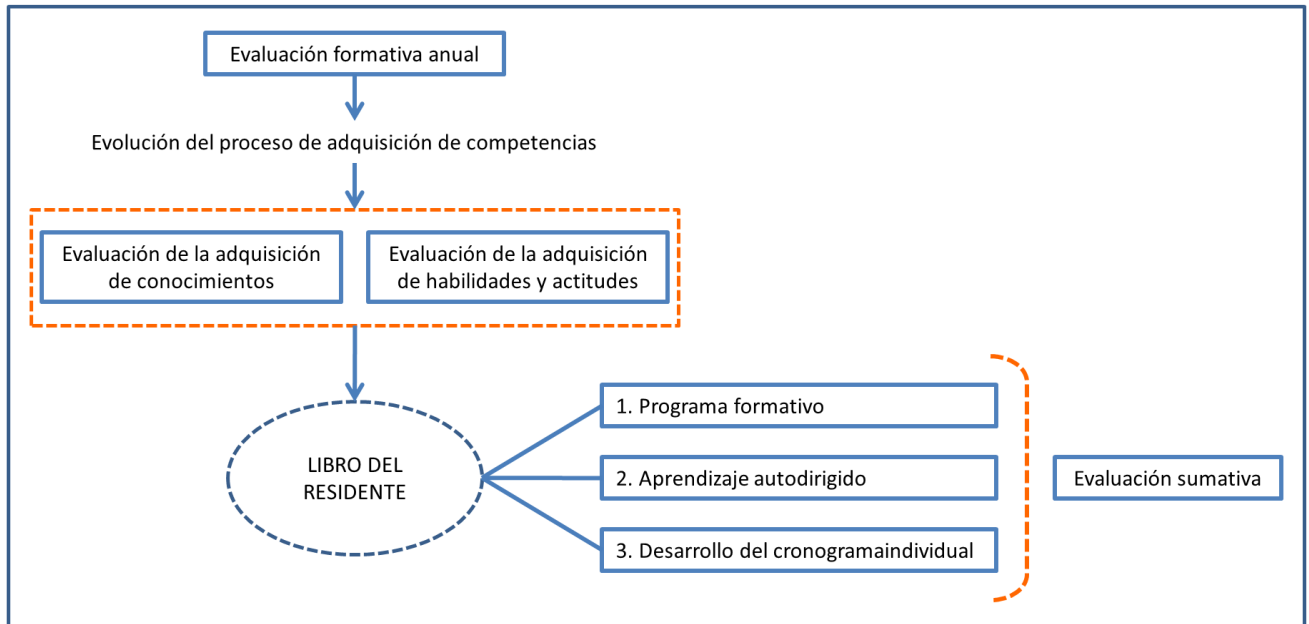 Evaluación formativa anual
Evolución del proceso de adquisición de competencias
Evaluación de la adquisición
de conocimientos
Evaluación de la adquisición
de habilidades y actitudes
LIBRO DEL
RESIDENTE
1. Programa formativo
2. Aprendizaje autodirigido
3. Desarrollo del cronogramaindividual
Evaluación sumativa